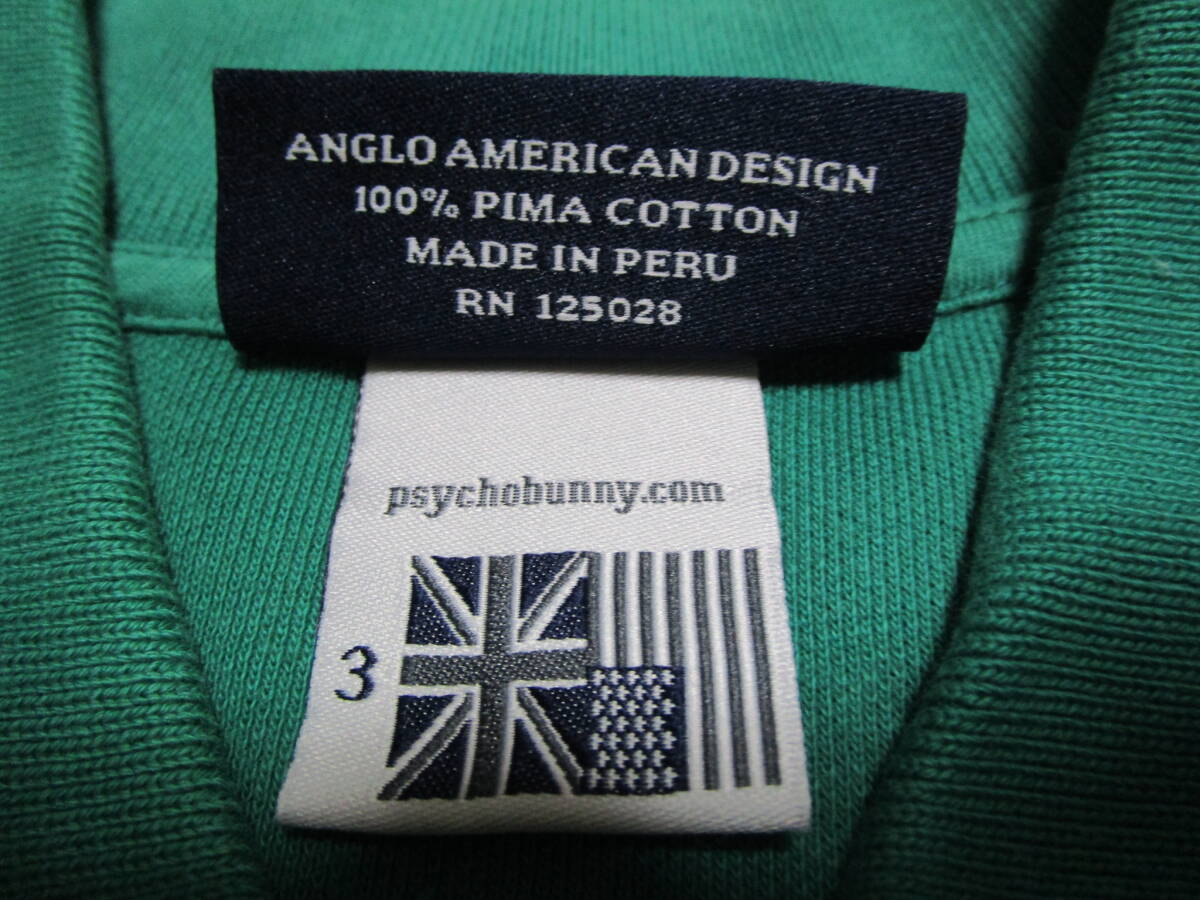 ANGLO AMERICAN DESIGN
100% PIMA COTTON
MADE IN PERU
RN 125028
psychobunny.com
3